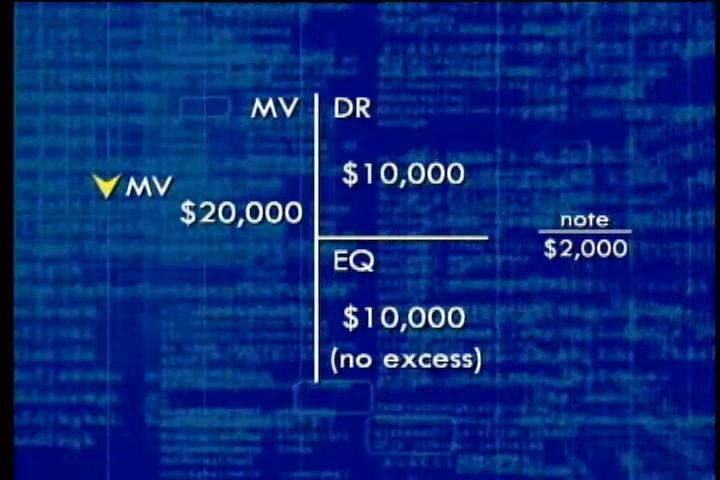 MV
DR
$10,000
MV
$20,000
note
$2,000
EQ
$10,000
(no excess)